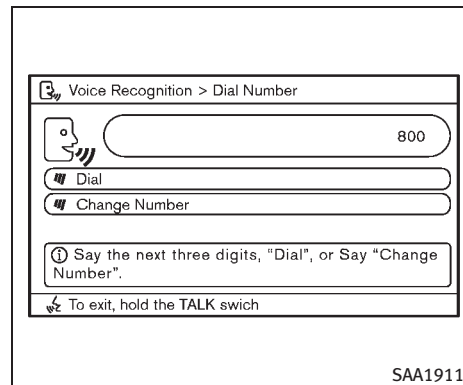 Voice Recognition > Dial Number
800
Dial
Change Number
Say the next three digits, “Dial”, or Say “Change
Number”.
To exit, hold the TALK swich
SAA1911